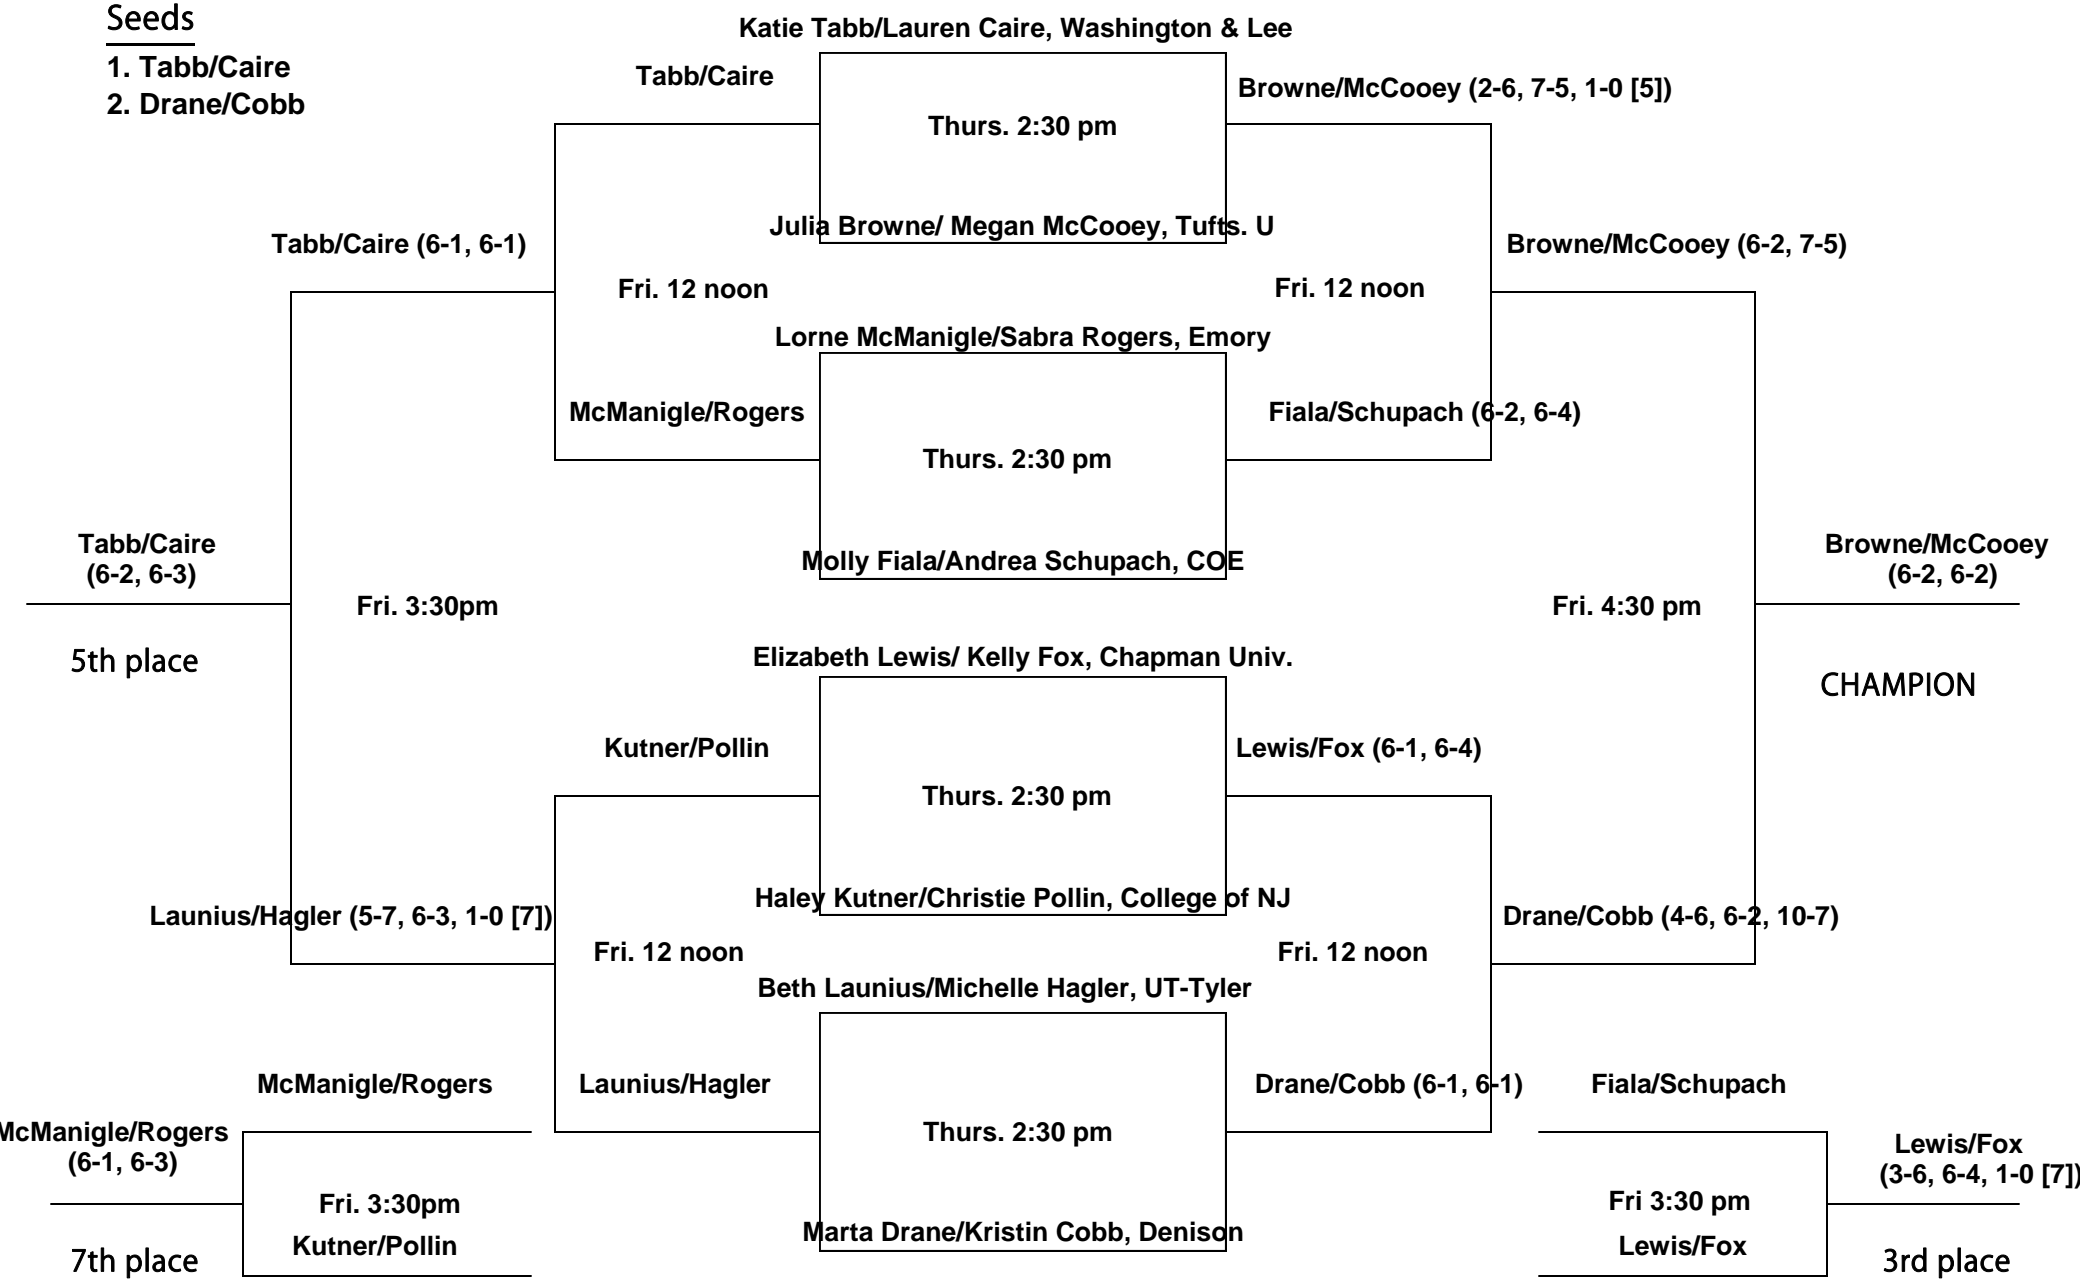 Seeds
1. Tabb/Caire
2. Drane/Cobb
Katie Tabb/Lauren Caire, Washington & Lee
Tabb/Caire
Browne/McCooey (2-6, 7-5, 1-0 [5])
Thurs. 2:30 pm
Julia Browne/ Megan McCooey, Tufts. U
Tabb/Caire (6-1, 6-1)
Browne/McCooey (6-2, 7-5)
Fri. 12 noon
Fri. 12 noon
Lorne McManigle/Sabra Rogers, Emory
McManigle/Rogers
Fiala/Schupach (6-2, 6-4)
Thurs. 2:30 pm
Molly Fiala/Andrea Schupach, COE
Tabb/Caire
(6-2, 6-3)
Browne/McCooey
(6-2, 6-2)
Fri. 3:30pm
Fri. 4:30 pm
5th place
CHAMPION
Elizabeth Lewis/ Kelly Fox, Chapman Univ.
Kutner/Pollin
Lewis/Fox (6-1, 6-4)
Thurs. 2:30 pm
Haley Kutner/Christie Pollin, College of NJ
Launius/Hagler (5-7, 6-3, 1-0 [7])
Drane/Cobb (4-6, 6-2, 10-7)
Fri. 12 noon
Fri. 12 noon
Beth Launius/Michelle Hagler, UT-Tyler
McManigle/Rogers
Launius/Hagler
Drane/Cobb (6-1, 6-1)
Fiala/Schupach
McManigle/Rogers
(6-1, 6-3)
Thurs. 2:30 pm
Lewis/Fox
(3-6, 6-4, 1-0 [7])
Fri. 3:30pm
Fri 3:30 pm
Kutner/Pollin
Marta Drane/Kristin Cobb, Denison
Lewis/Fox
7th place
3rd place